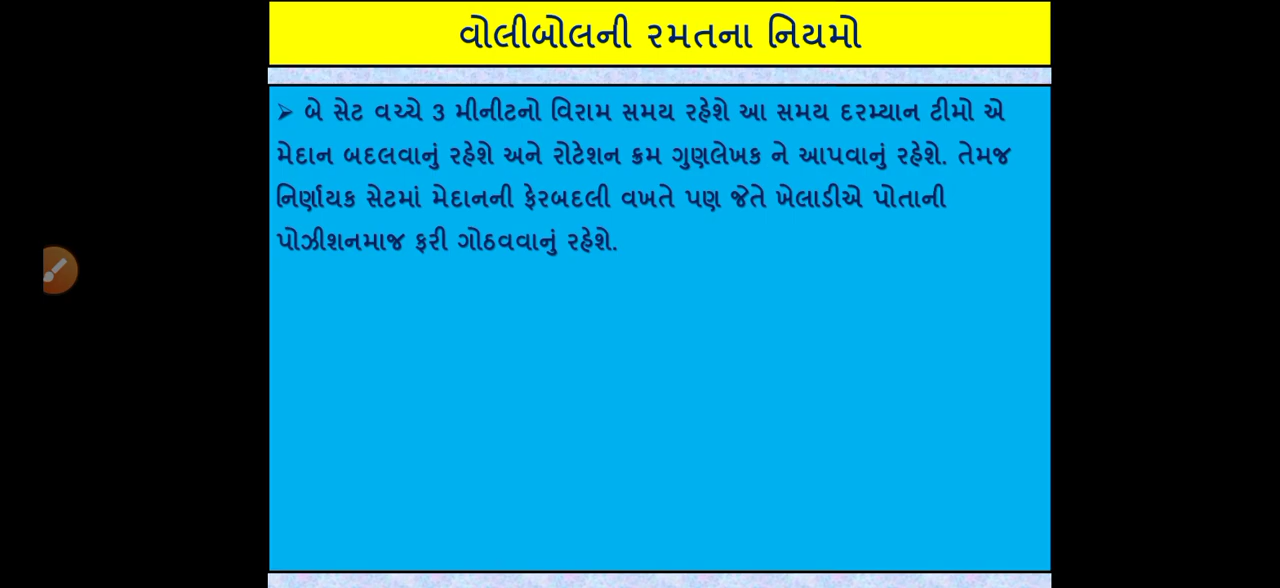 વોલીબોલની રમતના નિયમો
➢ બે સેટ વચ્ચે 3 મીનીટનો વિરામ સમય રહેશે આ સમય દરમ્યાન ટીમો એ
મેદાન બદલવાનું રહેશે અને રોટેશન ક્રમ ગુણલેખક ને આપવાનું રહેશે. તેમજ
નિર્ણાયક સેટમાં મેદાનની ફેરબદલી વખતે પણ જેતે ખેલાડીએ પોતાની
પોઝીશનમાજ ફરી ગોઠવવાનું રહેશે.